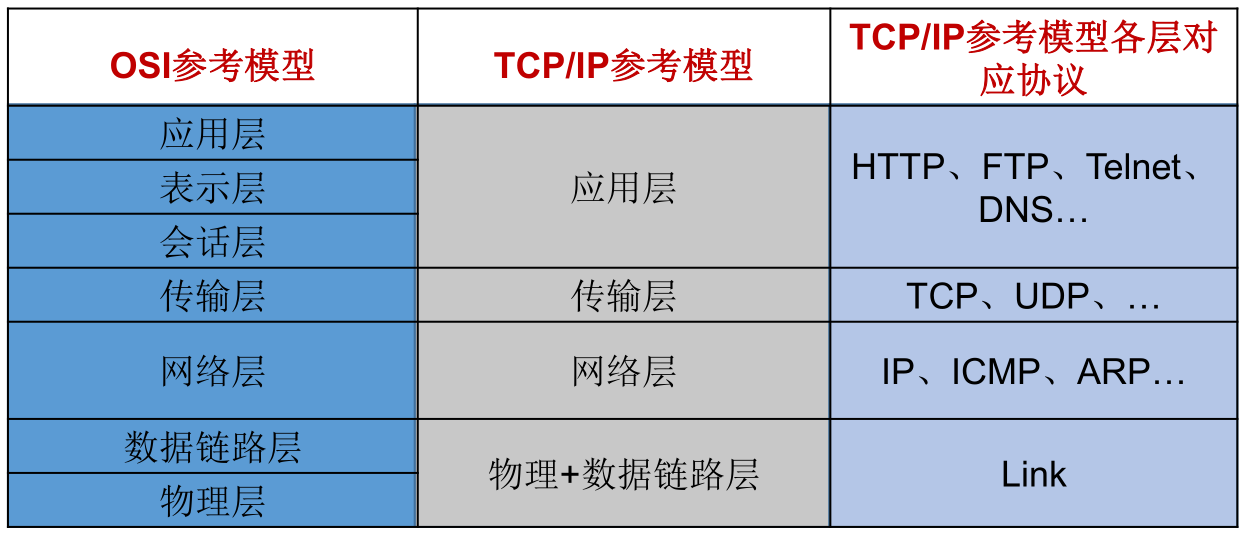 OSI参考模型
TCP/IP参考模型
TCP/IP参考模型各层对
应协议
应用层
表示层
会话层
应用层
HTTP、FTP、Telnet、
DNS…
传输层
传输层
TCP、UDP、…
网络层
网络层
IP、ICMP、ARP…
数据链路层
物理层
物理+数据链路层
Link